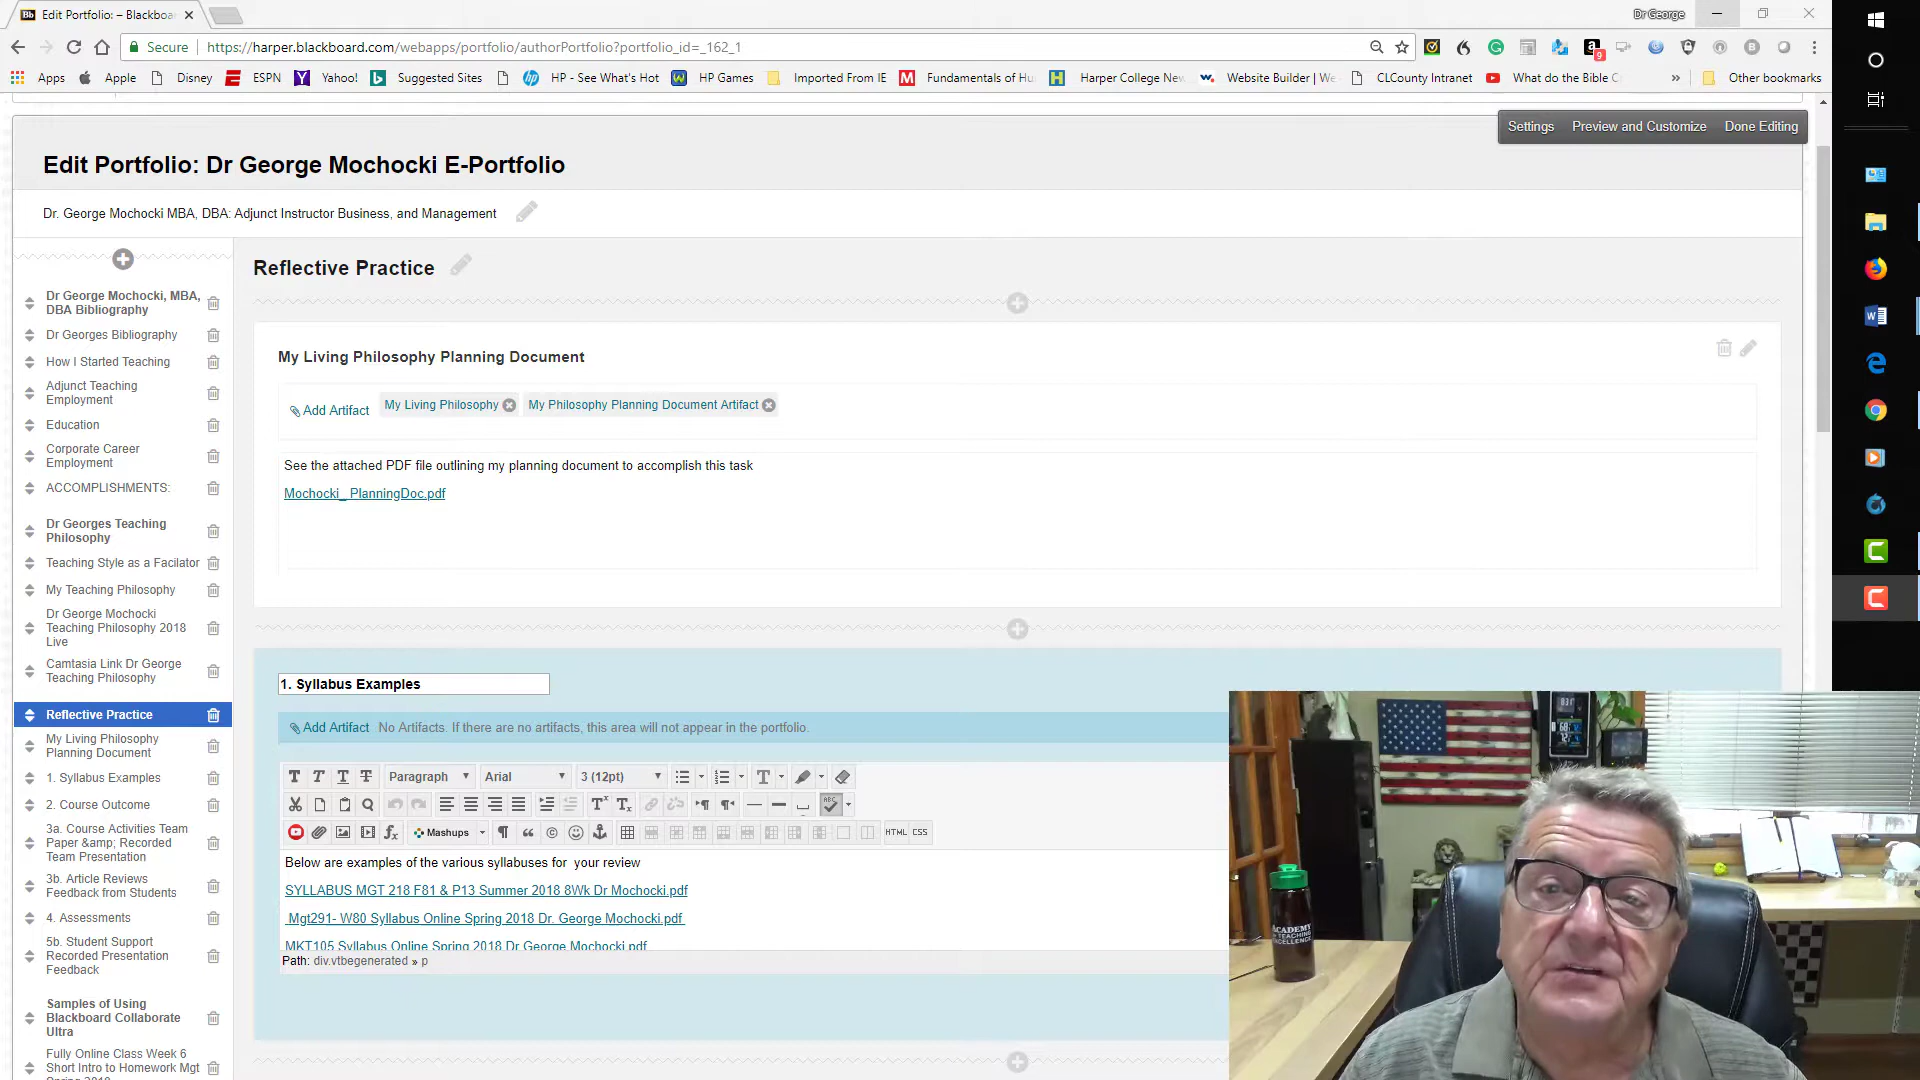 Edit Portfolio: – Blackboa
Dr George
Secure
https://harper.blackboard.com/webapps/portfolio/authorPortfolio?portfolio_id=_162_1
9
Apps
Apple
Disney
ESPN
Yahoo!
Suggested Sites
HP - See What's Hot
HP Games
Imported From IE
Fundamentals of Hu
Harper College New
Website Builder | We
CLCounty Intranet
What do the Bible C
»
Other bookmarks
Settings
Preview and Customize
Done Editing
Edit Portfolio: Dr George Mochocki E-Portfolio
Dr. George Mochocki MBA, DBA: Adjunct Instructor Business, and Management
Dr George Mochocki, MBA,
DBA Bibliography
Dr Georges Bibliography
How I Started Teaching
Adjunct Teaching
Employment
Education
Corporate Career
Employment
ACCOMPLISHMENTS:
Dr Georges Teaching
Philosophy
Teaching Style as a Facilator
My Teaching Philosophy
Dr George Mochocki
Teaching Philosophy 2018
Live
Camtasia Link Dr George
Teaching Philosophy
Reflective Practice
My Living Philosophy
Planning Document
1. Syllabus Examples
2. Course Outcome
3a. Course Activities Team
Paper &amp; Recorded
Team Presentation
3b. Article Reviews
Feedback from Students
4. Assessments
5b. Student Support
Recorded Presentation
Feedback
Samples of Using
Blackboard Collaborate
Ultra
Fully Online Class Week 6
Short Intro to Homework Mgt
Reflective Practice
My Living Philosophy Planning Document
Add Artifact
My Living Philosophy
My Philosophy Planning Document Artifact
See the attached PDF file outlining my planning document to accomplish this task
Mochocki_ PlanningDoc.pdf
1. Syllabus Examples
Add Artifact
No Artifacts. If there are no artifacts, this area will not appear in the portfolio.
Paragraph
Arial
3 (12pt)
Mashups
HTML
CSS
Below are examples of the various syllabuses for  your review
SYLLABUS MGT 218 F81 & P13 Summer 2018 8Wk Dr Mochocki.pdf
Mgt291- W80 Syllabus Online Spring 2018 Dr. George Mochocki.pdf
MKT105 Syllabus Online Spring 2018 Dr George Mochocki.pdf
Path: div.vtbegenerated » p
ACADEMY
TEACHING
EXCELLENCE